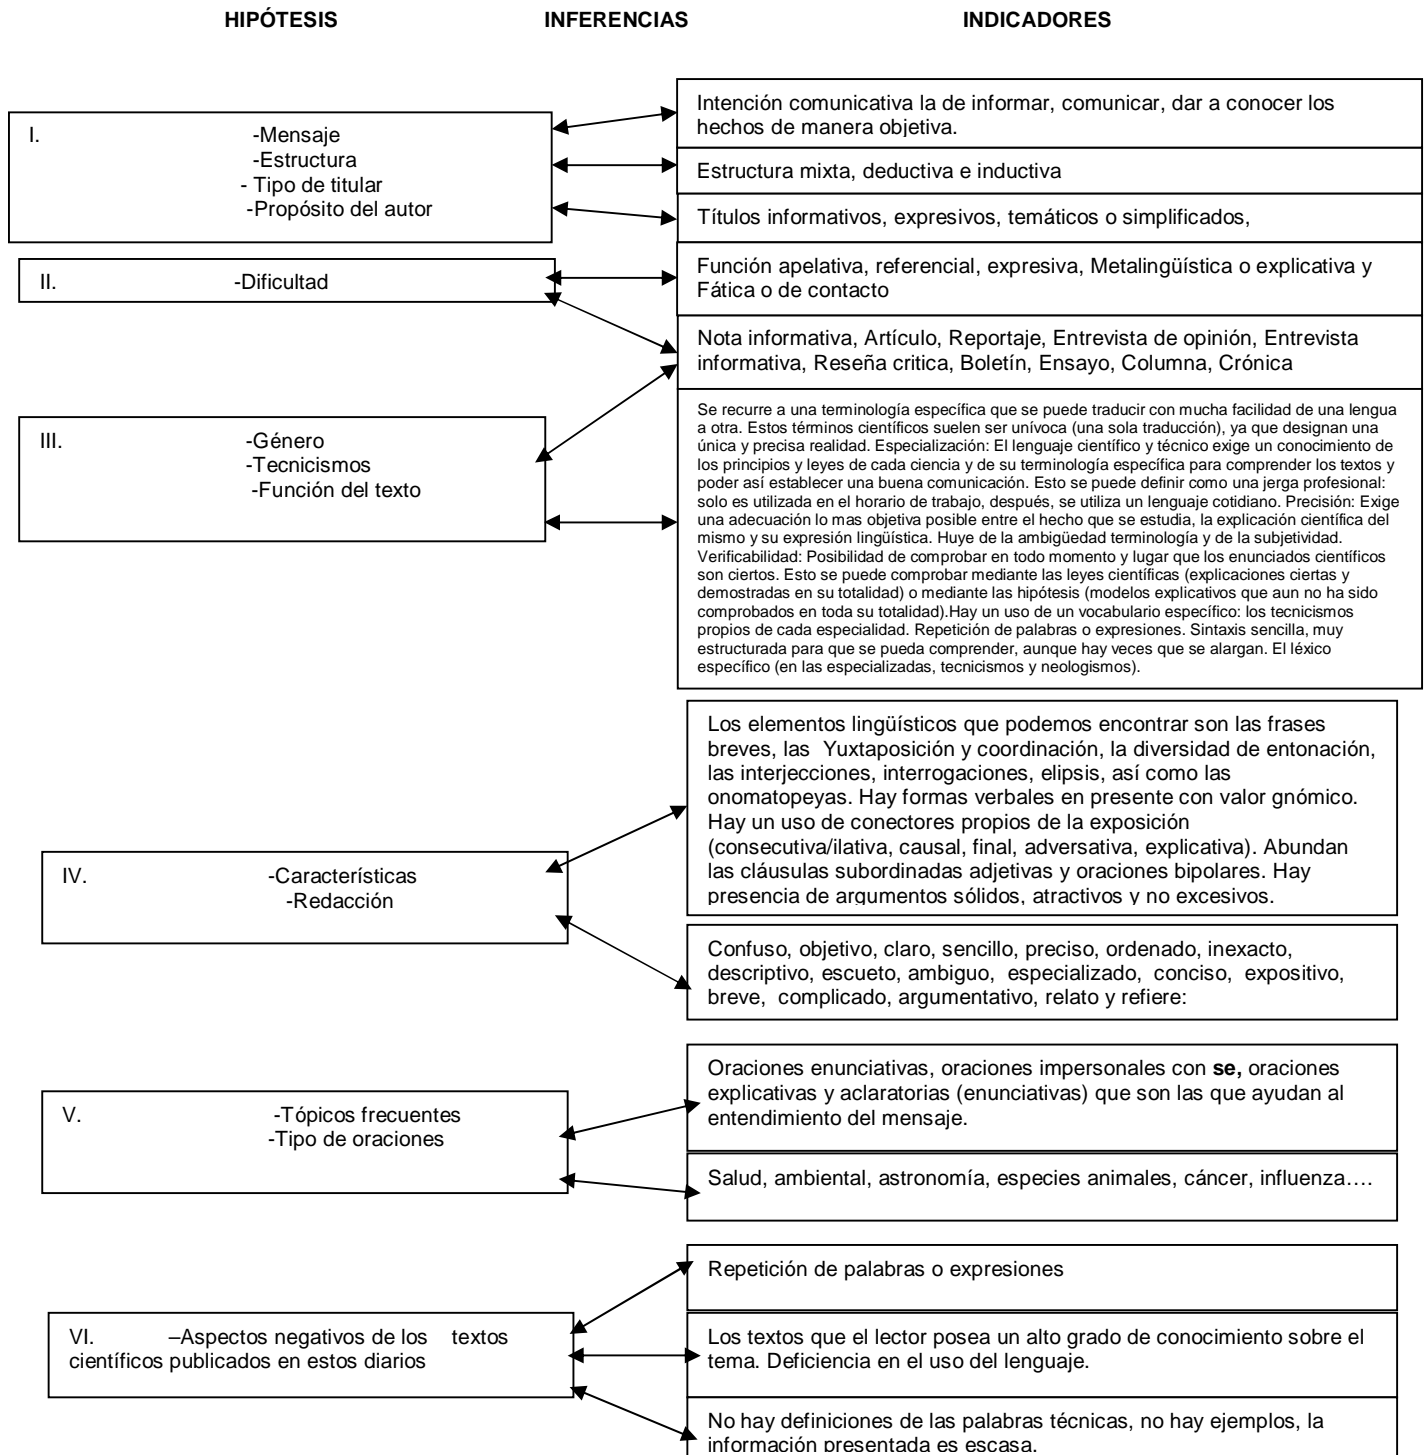 HIPÓTESIS INFERENCIAS INDICADORES
I. -Mensaje
-Estructura
- Tipo de titular
-Propósito del autor
Intención comunicativa la de informar, comunicar, dar a conocer los
hechos de manera objetiva.
Estructura mixta, deductiva e inductiva
Títulos informativos, expresivos, temáticos o simplificados,
II. -Dificultad
Función apelativa, referencial, expresiva, Metalingüística o explicativa y
Fática o de contacto
Nota informativa, Artículo, Reportaje, Entrevista de opinión, Entrevista
informativa, Reseña critica, Boletín, Ensayo, Columna, Crónica
III. -Género
-Tecnicismos
-Función del texto
Se recurre a una terminología específica que se puede traducir con mucha facilidad de una lengua
a otra. Estos términos científicos suelen ser unívoca (una sola traducción), ya que designan una
única y precisa realidad. Especialización: El lenguaje científico y técnico exige un conocimiento de
los principios y leyes de cada ciencia y de su terminología específica para comprender los textos y
poder así establecer una buena comunicación. Esto se puede definir como una jerga profesional:
solo es utilizada en el horario de trabajo, después, se utiliza un lenguaje cotidiano. Precisión: Exige
una adecuación lo mas objetiva posible entre el hecho que se estudia, la explicación científica del
mismo y su expresión lingüística. Huye de la ambigüedad terminología y de la subjetividad.
Verificabilidad: Posibilidad de comprobar en todo momento y lugar que los enunciados científicos
son ciertos. Esto se puede comprobar mediante las leyes científicas (explicaciones ciertas y
demostradas en su totalidad) o mediante las hipótesis (modelos explicativos que aun no ha sido
comprobados en toda su totalidad).Hay un uso de un vocabulario específico: los tecnicismos
propios de cada especialidad. Repetición de palabras o expresiones. Sintaxis sencilla, muy
estructurada para que se pueda comprender, aunque hay veces que se alargan. El léxico
específico (en las especializadas, tecnicismos y neologismos).
IV. -Características
-Redacción
Los elementos lingüísticos que podemos encontrar son las frases
breves, las Yuxtaposición y coordinación, la diversidad de entonación,
las interjecciones, interrogaciones, elipsis, así como las
onomatopeyas. Hay formas verbales en presente con valor gnómico.
Hay un uso de conectores propios de la exposición
(consecutiva/ilativa, causal, final, adversativa, explicativa). Abundan
las cláusulas subordinadas adjetivas y oraciones bipolares. Hay
presencia de argumentos sólidos, atractivos y no excesivos.
Confuso, objetivo, claro, sencillo, preciso, ordenado, inexacto,
descriptivo, escueto, ambiguo, especializado, conciso, expositivo,
breve, complicado, argumentativo, relato y refiere:
V. -Tópicos frecuentes
-Tipo de oraciones
Oraciones enunciativas, oraciones impersonales con se, oraciones
explicativas y aclaratorias (enunciativas) que son las que ayudan al
entendimiento del mensaje.
Salud, ambiental, astronomía, especies animales, cáncer, influenza….
VI. –Aspectos negativos de los textos
científicos publicados en estos diarios
Repetición de palabras o expresiones
Los textos que el lector posea un alto grado de conocimiento sobre el
tema. Deficiencia en el uso del lenguaje.
No hay definiciones de las palabras técnicas, no hay ejemplos, la
información presentada es escasa.